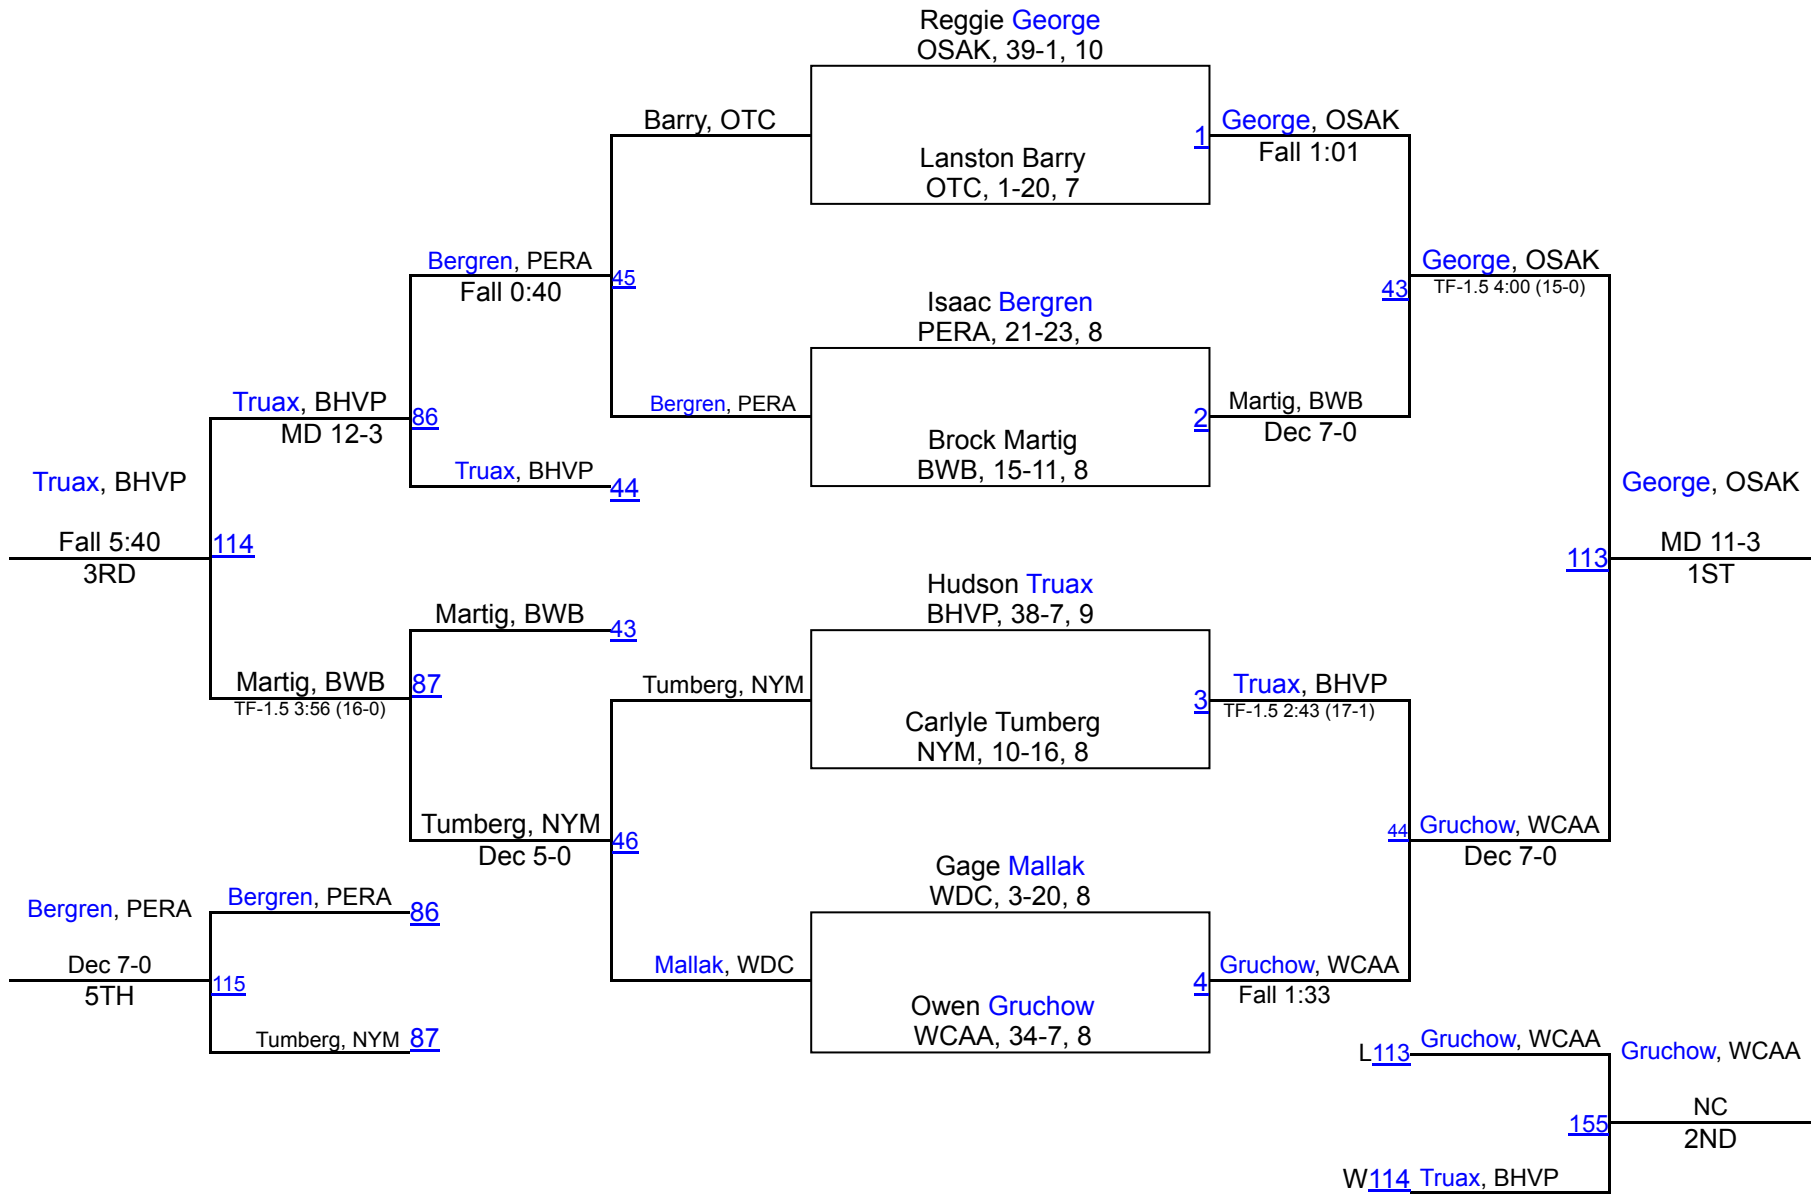 Reggie George
OSAK, 39-1, 10
Barry, OTC
1
George, OSAK
Fall 1:01
Lanston Barry
OTC, 1-20, 7
Bergren, PERA
Fall 0:40
45
George, OSAK
TF-1.5 4:00 (15-0)
43
Isaac Bergren
PERA, 21-23, 8
Truax, BHVP
MD 12-3
86
Bergren, PERA
2
Martig, BWB
Dec 7-0
Brock Martig
BWB, 15-11, 8
Truax, BHVP
44
Truax, BHVP
Fall 5:40
3RD
114
George, OSAK
MD 11-3
1ST
113
Hudson Truax
BHVP, 38-7, 9
Martig, BWB
43
Martig, BWB
TF-1.5 3:56 (16-0)
87
Tumberg, NYM
3
Truax, BHVP
TF-1.5 2:43 (17-1)
Carlyle Tumberg
NYM, 10-16, 8
Tumberg, NYM
Dec 5-0
46
44
Gruchow, WCAA
Dec 7-0
Gage Mallak
WDC, 3-20, 8
Bergren, PERA
Bergren, PERA
86
Dec 7-0
5TH
115
Mallak, WDC
4
Gruchow, WCAA
Fall 1:33
Owen Gruchow
WCAA, 34-7, 8
Tumberg, NYM
87
L113
Gruchow, WCAA
Gruchow, WCAA
NC
2ND
155
W114
Truax, BHVP